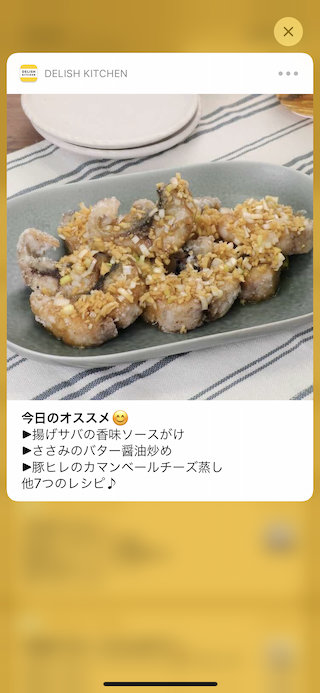 DELISH KITCHEN
今日のオススメ😊
▶揚げサバの香味ソースがけ
▶ささみのバター醤油炒め
▶豚ヒレのカマンベールチーズ蒸し
他7つのレシピ♪